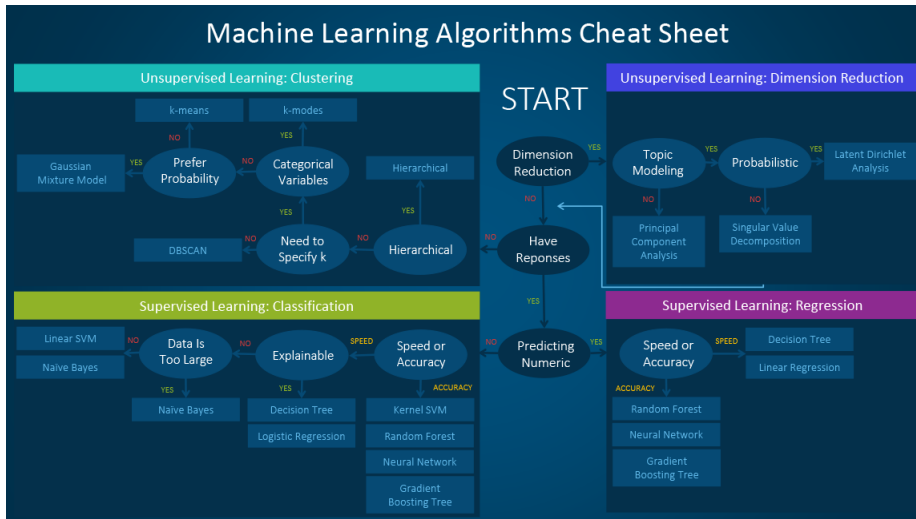 Machine Learning Algorithms Cheat Sheet
Unsupervised Learning: Clustering
START
Unsupervised Learning: Dimension Reduction
k-means
k-modes
NO
YES
Gaussian
Mixture Model
YES
Prefer
Probability
NO
Categorical
Variables
Hierarchical
YES
YES
DBSCAN
NO
Need to
Specify k
NO
Hierarchical
NO
Dimension
Reduction
YES
NO
Have
Reponses
YES
Topic
Modeling
YES
Probabilistic
YES
Latent Dirichlet
Analysis
NO
NO
Principal
Component
Analysis
Singular Value
Decomposition
Supervised Learning: Classification
Supervised Learning: Regression
Linear SVM
Naïve Bayes
NO
Data Is
Too Large
NO
Explainable
SPEED
Speed or
Accuracy
NO
Predicting
Numeric
YES
Speed or
Accuracy
SPEED
Decision Tree
Linear Regression
YES
YES
ACCURACY
ACCURACY
Naïve Bayes
Decision Tree
Logistic Regression
Kernel SVM
Random Forest
Neural Network
Gradient
Boosting Tree
Random Forest
Neural Network
Gradient
Boosting Tree